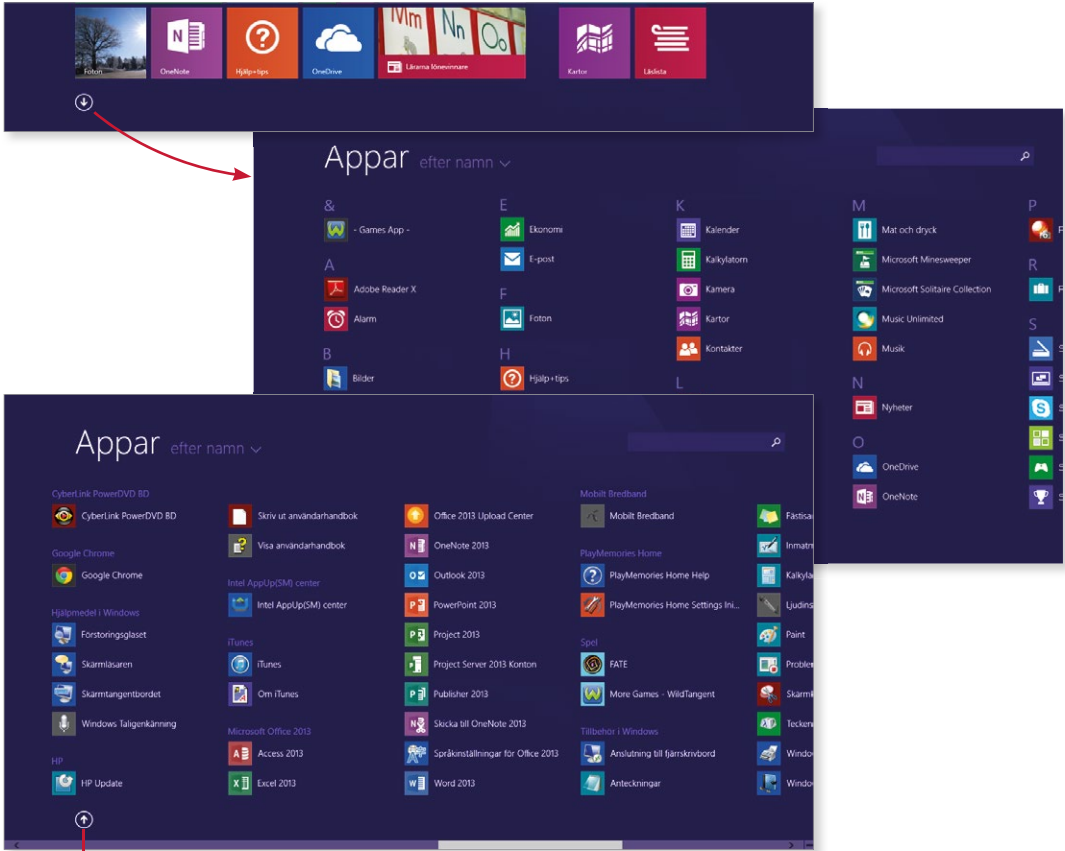 Mm Nn Oo
Foton
OneNote
Hjälp+tips
OneDrive
Lärarna lönevinnare
Kartor
Läslista
Appar efter namn
&
- Games App -
A
Adobe Reader X
Alarm
B
Bilder
E
Ekonomi
E-post
F
Foton
H
Hjälp+tips
K
Kalender
Kalkylatorn
Kamera
Kartor
Kontakter
L
M
Mat och dryck
Microsoft Minesweeper
Microsoft Solitaire Collection
Music Unlimited
Musik
N
Nyheter
O
OneDrive
OneNote
P
R
S
Appar efter namn
CyberLink PowerDVD BD
CyberLink PowerDVD BD
Google Chrome
Google Chrome
Hjälpmedel i Windows
Förstoringsglaset
Skärmläsaren
Skärmtangentbordet
Windows Taligenkänning
HP
HP Update
Skriv ut användarhandbok
Visa användarhandbok
Intel AppUp(SM) center
Intel AppUp(SM) center
iTunes
iTunes
Om iTunes
Microsoft Office 2013
Access 2013
Excel 2013
Office 2013 Upload Center
OneNote 2013
Outlook 2013
PowerPoint 2013
Project 2013
Project Server 2013 Konton
Publisher 2013
Skicka till OneNote 2013
Språkinställningar för Office 2013
Word 2013
Mobilt Bredband
Mobilt Bredband
PlayMemories Home
PlayMemories Home Help
PlayMemories Home Settings Ini...
Spel
FATE
More Games - WildTangent
Tillbehör i Windows
Anslutning till fjärrskrivbord
Anteckningar
Paint